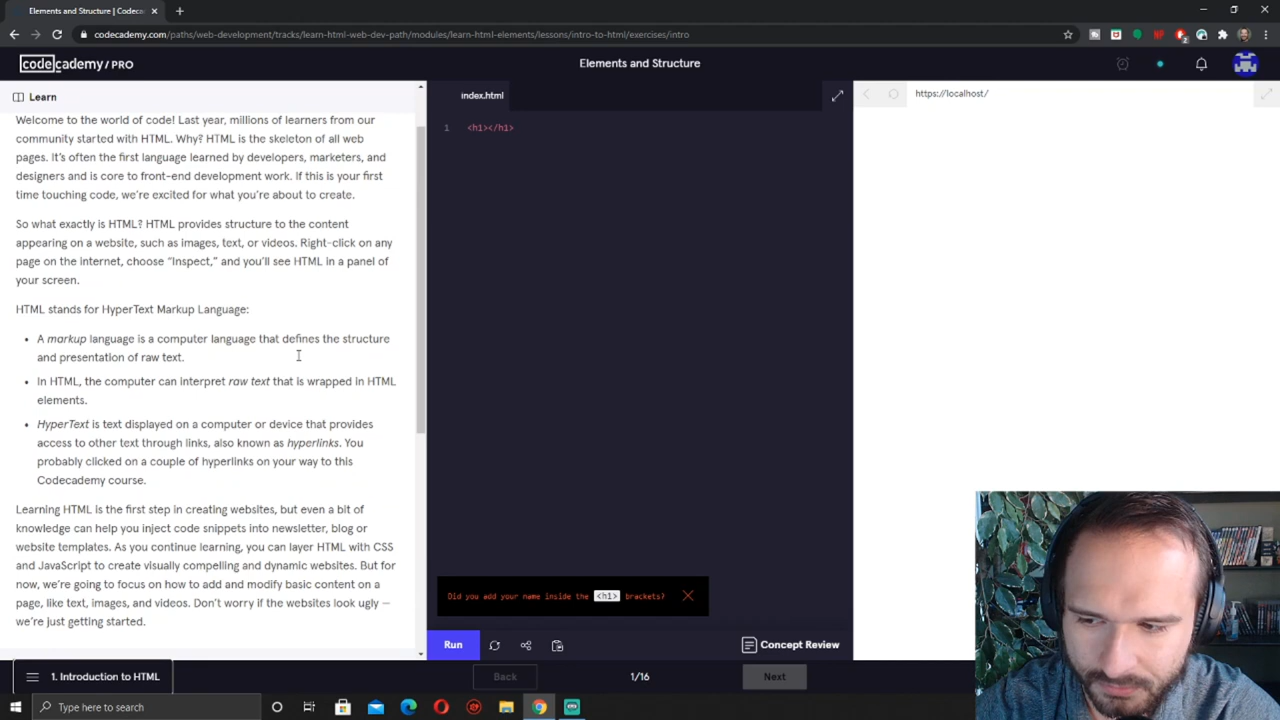 Elements and Structure | Codec
codecademy.com/paths/web-development/tracks/learn-html-web-dev-path/modules/learn-html-elements/lessons/intro-to-html/exercises/intro
codecademy / PRO
Elements and Structure
Learn
index.html
https://localhost/
Welcome to the world of code! Last year, millions of learners from our
community started with HTML. Why? HTML is the skeleton of all web
pages. It's often the first language learned by developers, marketers, and
designers and is core to front-end development work. If this is your first
time touching code, we're excited for what you're about to create.
So what exactly is HTML? HTML provides structure to the content
appearing on a website, such as images, text, or videos. Right-click on any
page on the internet, choose “Inspect,” and you'll see HTML in a panel of
your screen.
HTML stands for HyperText Markup Language:
• A markup language is a computer language that defines the structure
and presentation of raw text.
• In HTML, the computer can interpret raw text that is wrapped in HTML
elements.
• HyperText is text displayed on a computer or device that provides
access to other text through links, also known as hyperlinks. You
probably clicked on a couple of hyperlinks on your way to this
Codecademy course.
Learning HTML is the first step in creating websites, but even a bit of
knowledge can help you inject code snippets into newsletter, blog or
website templates. As you continue learning, you can layer HTML with CSS
and JavaScript to create visually compelling and dynamic websites. But for
now, we're going to focus on how to add and modify basic content on a
page, like text, images, and videos. Don't worry if the websites look ugly —
we're just getting started.
1 <h1></h1>
Did you add your name inside the <h1> brackets?
Run
Concept Review
1. Introduction to HTML
Back
1/16
Next
Type here to search